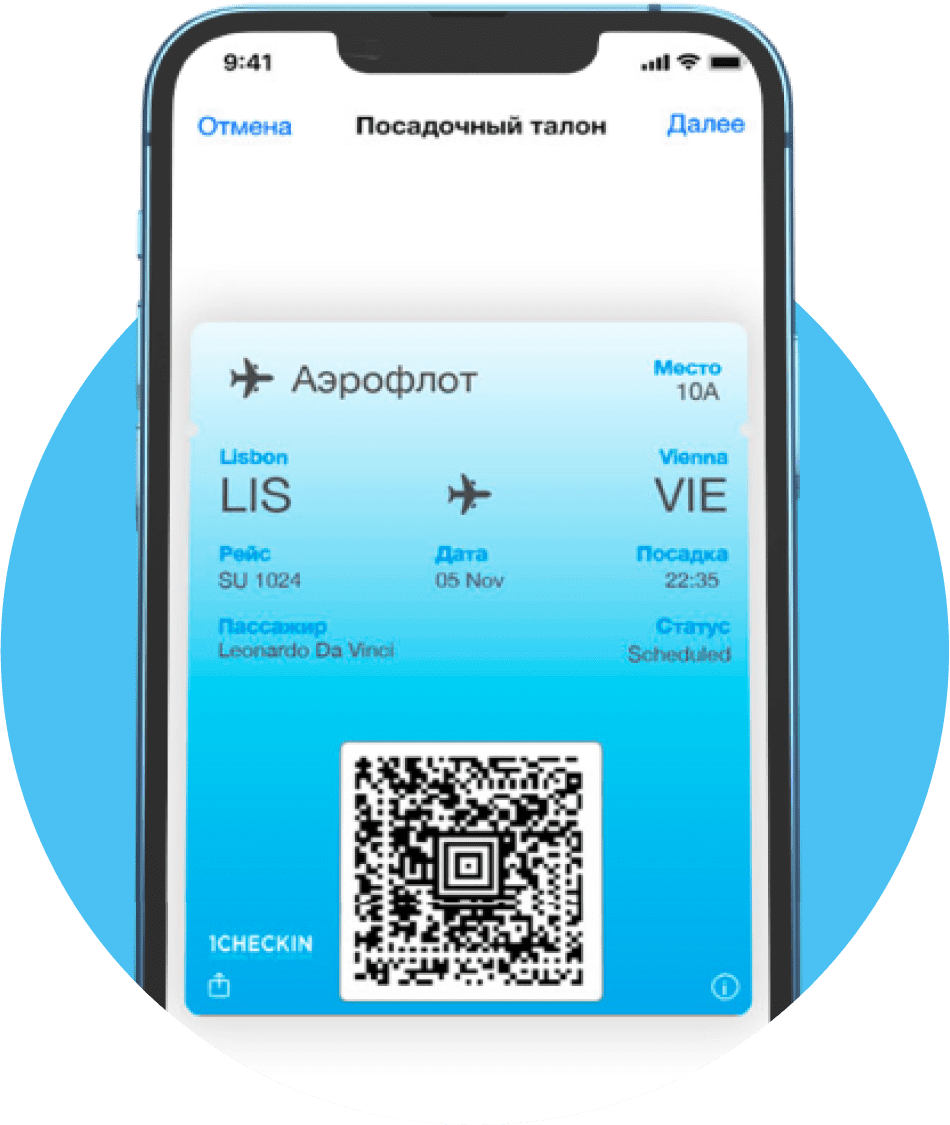 9:41
Отмена Посадочный талон Далее
Аэрофлот
Место
10A
Lisbon Vienna
LIS VIE
Рейс Дата Посадка
SU 1024 05 Nov 22:35
Пассажир Статус
Leonardo Da Vinci Scheduled
1CHECKIN